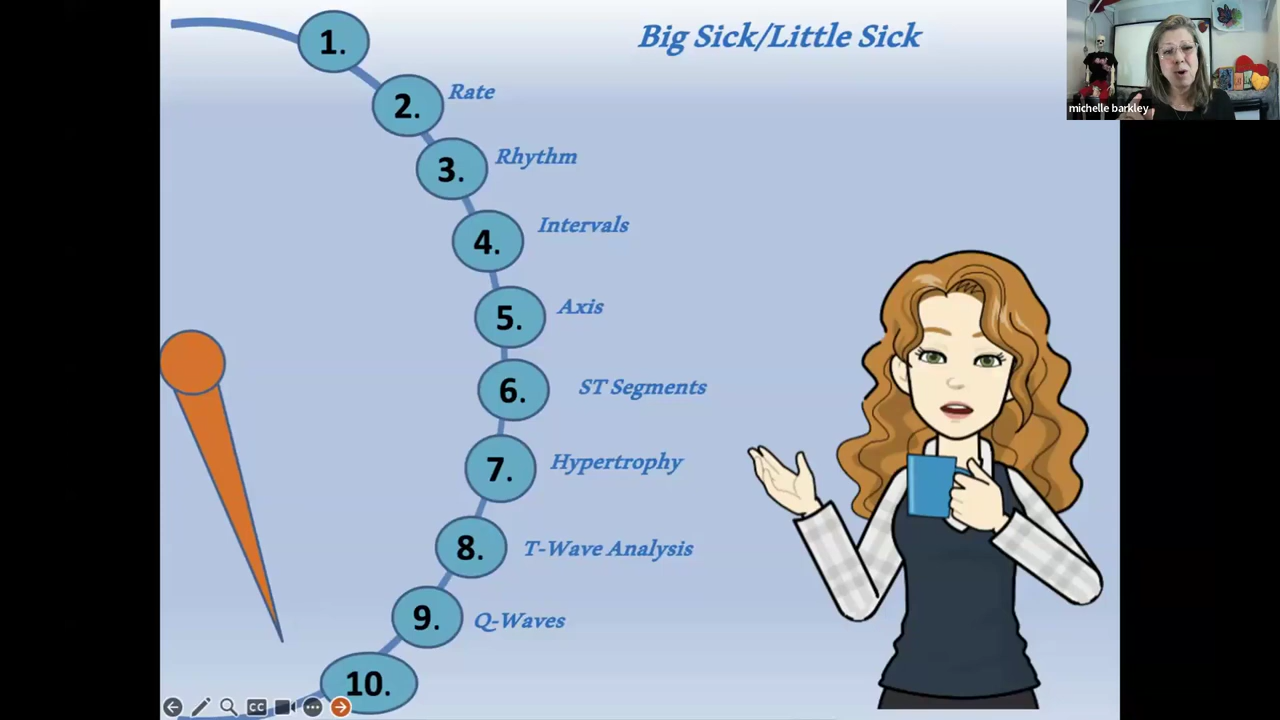 Big Sick/Little Sick
michelle barkley
1.
2. Rate
3. Rhythm
4. Intervals
5. Axis
6. ST Segments
7. Hypertrophy
8. T-Wave Analysis
9. Q-Waves
10.
CC